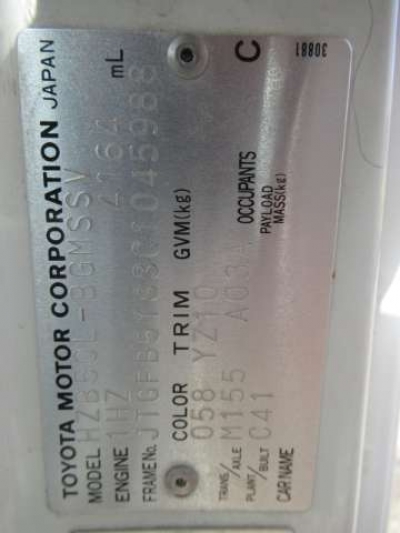 TOYOTA MOTOR CORPORATION JAPAN
MODEL HZB50L-BGMSSV
ENGINE 1HZ 4164 mL
FRAME No.
COLOR TRIM GVM(kg)
058 YZ10
TRANS/AXLE M155 A03A OCCUPANTS
PLANT/BUILT C41 PAYLOAD MASS(kg)
CAR NAME
C
30881